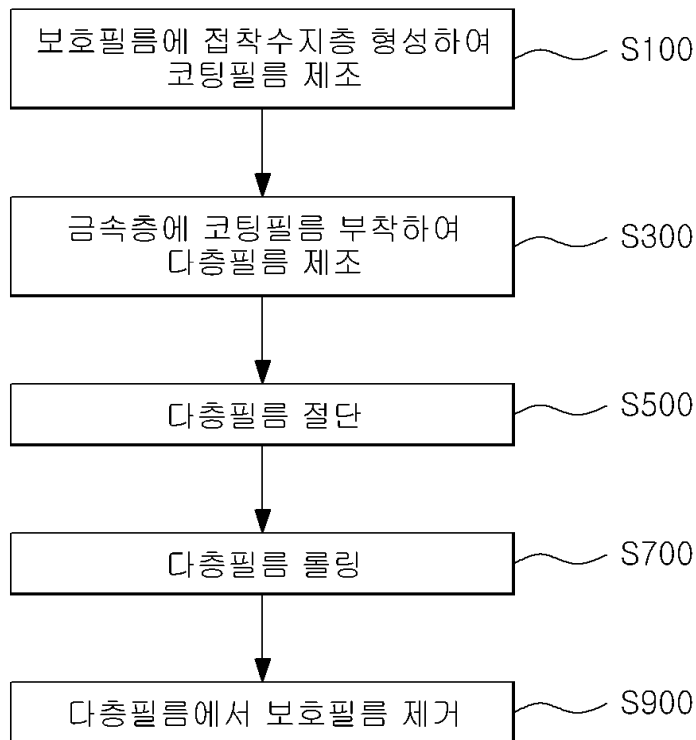 보호필름에 접착수지층 형성하여
코팅필름 제조
S100
금속층에 코팅필름 부착하여
다층필름 제조
S300
다층필름 절단
S500
다층필름 롤링
S700
다층필름에서 보호필름 제거
S900